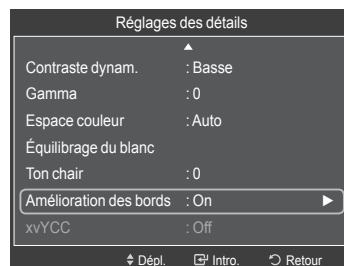 Réglages des détails
Contraste dynam. : Basse
Gamma : 0
Espace couleur : Auto
Équilibrage du blanc
Ton chair : 0
Amélioration des bords : On
xvYCC : Off
Dépl. Intro. Retour